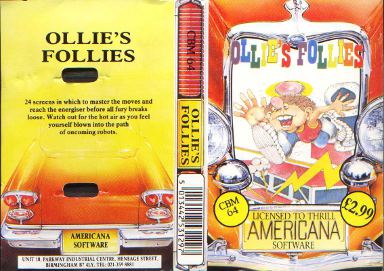 OLLIE'S
FOLLIES
24 screens in which to master the moves and
reach the energiser before all fury breaks
loose. Watch out for the hot air as you feel
yourself blown into the path
of oncoming robots.
AMERICANA
SOFTWARE
UNIT 10, PARKWAY INDUSTRIAL CENTRE, HENEAGE STREET,
BIRMINGHAM B7 4LY. TEL: 021-359 8881
CBM 64
OLLIE'S
FOLLIES
OLLIE'S FOLLIES
CBM
64
£2.99
LICENSED TO THRILL
AMERICANA
SOFTWARE